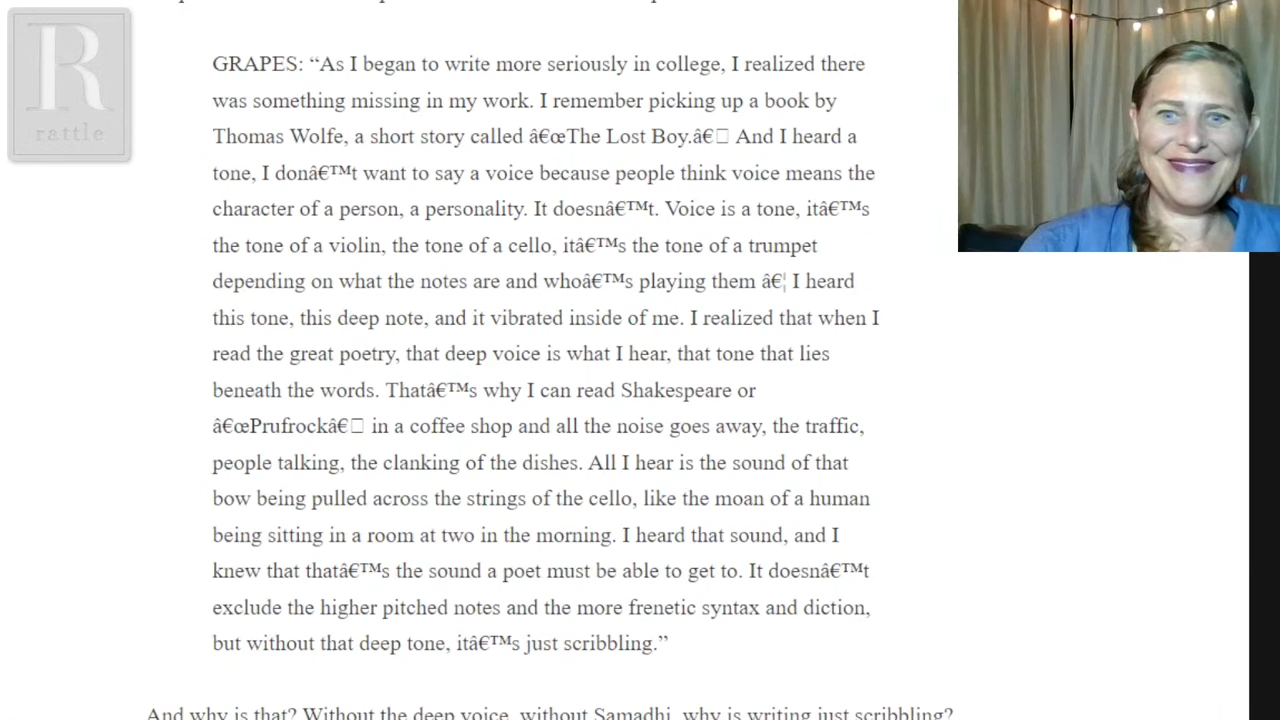 R
rattle
GRAPES: “As I began to write more seriously in college, I realized there
was something missing in my work. I remember picking up a book by
Thomas Wolfe, a short story called â€œThe Lost Boy.â€□ And I heard a
tone, I donâ€™t want to say a voice because people think voice means the
character of a person, a personality. It doesnâ€™t. Voice is a tone, itâ€™s
the tone of a violin, the tone of a cello, itâ€™s the tone of a trumpet
depending on what the notes are and whoâ€™s playing them â€¦ I heard
this tone, this deep note, and it vibrated inside of me. I realized that when I
read the great poetry, that deep voice is what I hear, that tone that lies
beneath the words. Thatâ€™s why I can read Shakespeare or
â€œPrufrockâ€□ in a coffee shop and all the noise goes away, the traffic,
people talking, the clanking of the dishes. All I hear is the sound of that
bow being pulled across the strings of the cello, like the moan of a human
being sitting in a room at two in the morning. I heard that sound, and I
knew that thatâ€™s the sound a poet must be able to get to. It doesnâ€™t
exclude the higher pitched notes and the more frenetic syntax and diction,
but without that deep tone, itâ€™s just scribbling.”
And why is that? Without the deep voice, without Samadhi, why is writing just scribbling?